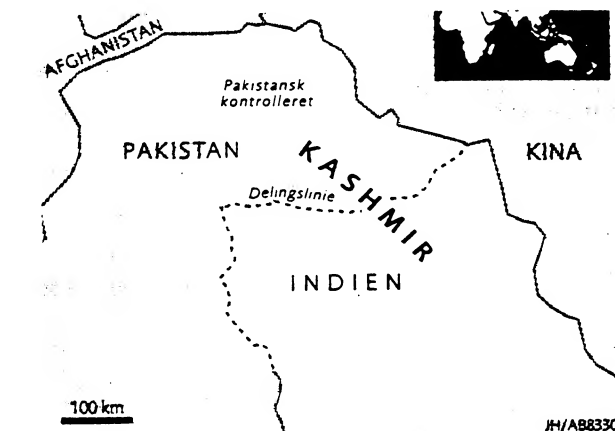 AFGHANISTAN
Pakistansk
kontrolleret
PAKISTAN
KASHMIR
KINA
Delingslinie
INDIEN
100 km
JH/AB8330